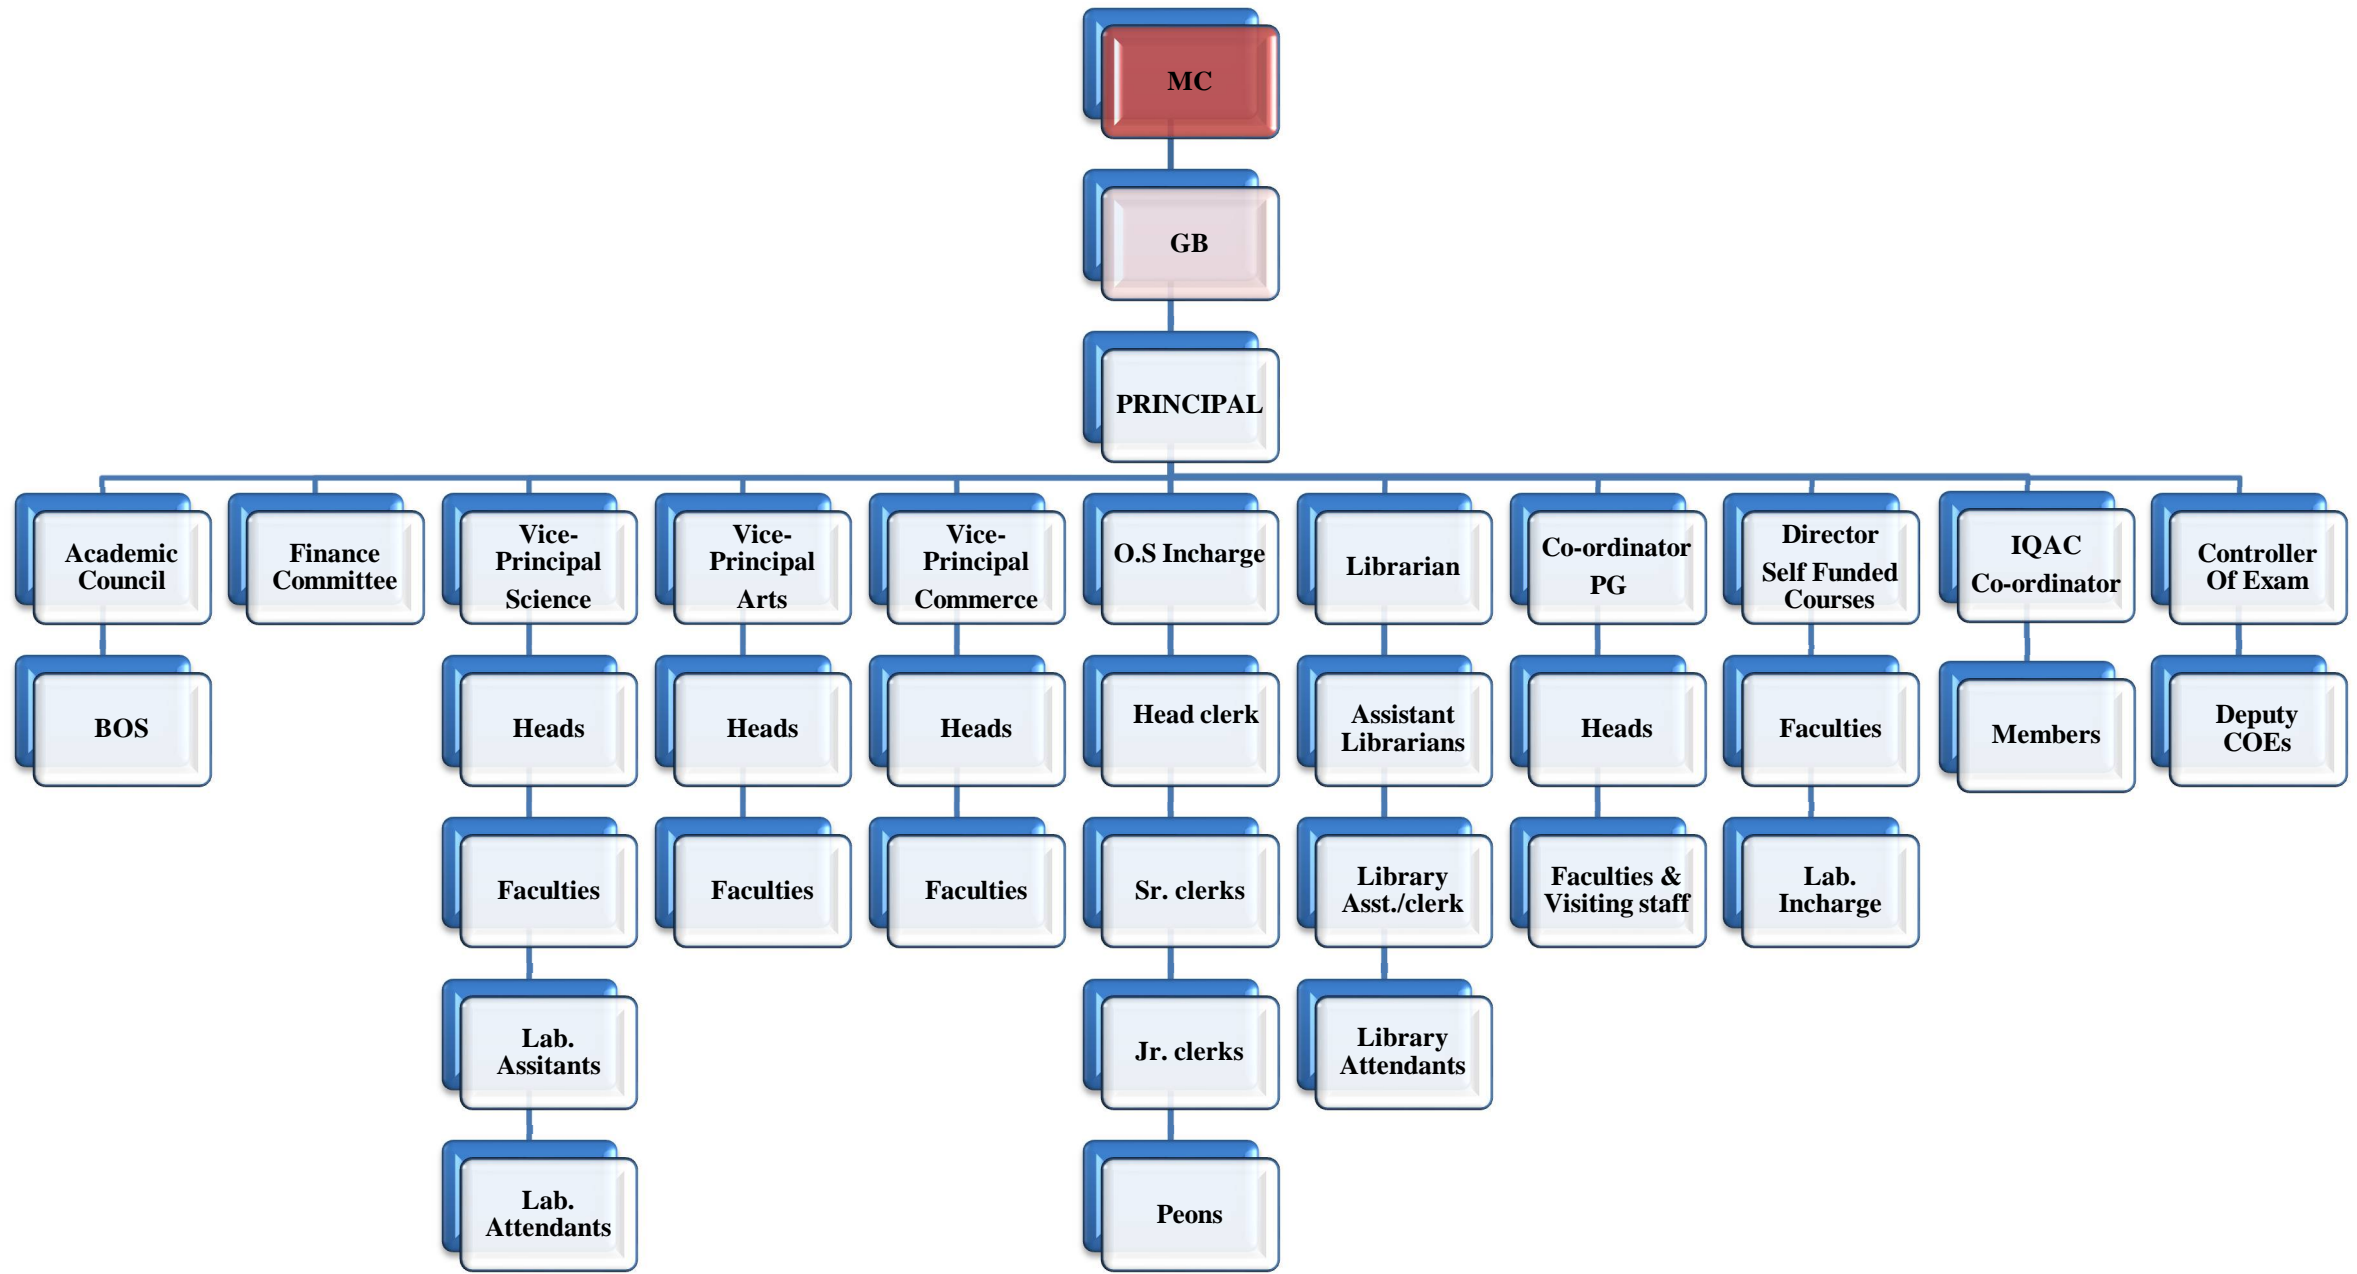 MC
GB
PRINCIPAL
Academic
Council
Finance
Committee
Vice-
Principal
Science
Vice-
Principal
Arts
Vice-
Principal
Commerce
O.S Incharge
Librarian
Co-ordinator
PG
Director
Self Funded
Courses
IQAC
Co-ordinator
Controller
Of Exam
BOS
Heads
Heads
Heads
Head clerk
Assistant
Librarians
Heads
Faculties
Members
Deputy
COEs
Faculties
Faculties
Faculties
Sr. clerks
Library
Asst./clerk
Faculties &
Visiting staff
Lab.
Incharge
Lab.
Assitants
Jr. clerks
Library
Attendants
Lab.
Attendants
Peons